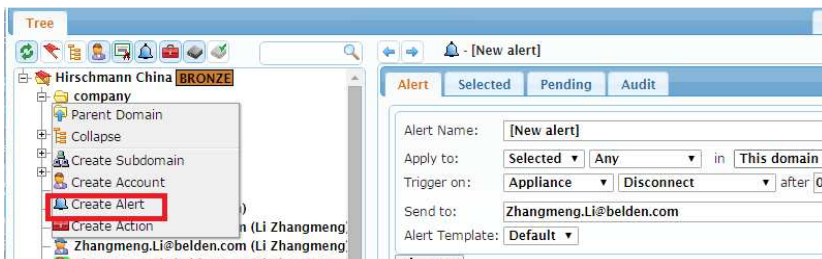 Tree
- [New alert]
Hirschmann China BRONZE
company
Parent Domain
Collapse
Create Subdomain
Create Account
Create Alert
)
Create Action
n (Li Zhangmeng)
Zhangmeng.Li@belden.com (Li Zhangmeng)
Alert Selected Pending Audit
Alert Name: [New alert]
Apply to: Selected Any in This domain
Trigger on: Appliance Disconnect after 0
Send to: Zhangmeng.Li@belden.com
Alert Template: Default